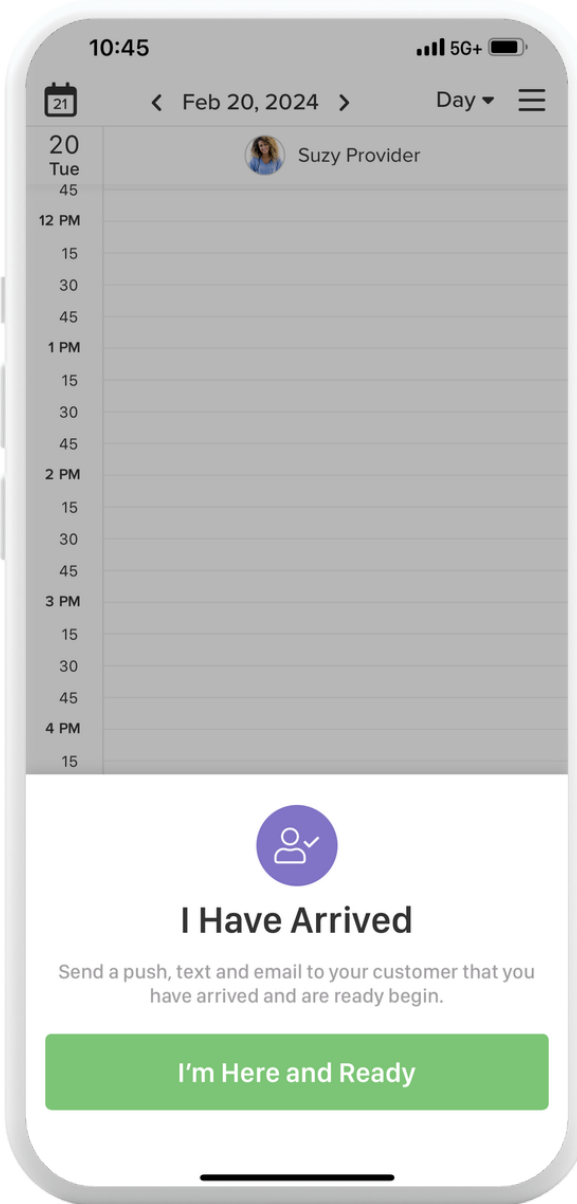 10:45
5G+
21
Feb 20, 2024
Day
20
Tue
Suzy Provider
45
12 PM
15
30
45
1 PM
15
30
45
2 PM
15
30
45
3 PM
15
30
45
4 PM
15
I Have Arrived
Send a push, text and email to your customer that you
have arrived and are ready begin.
I'm Here and Ready